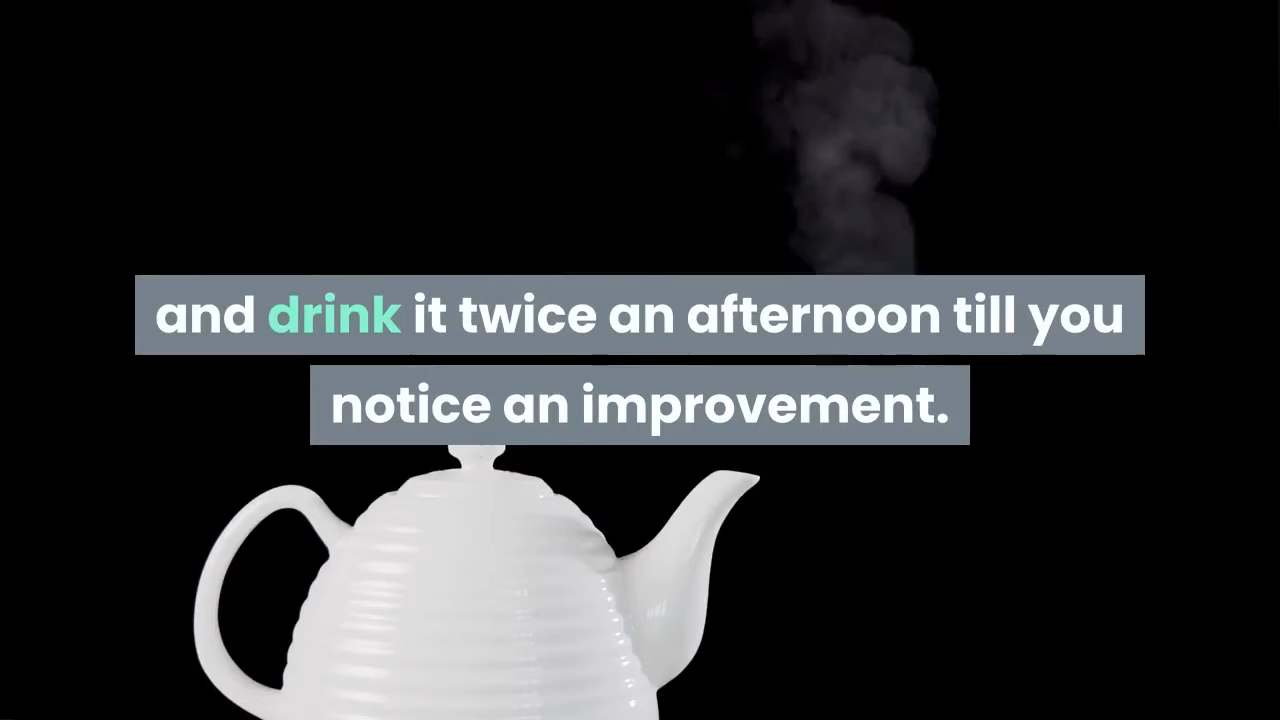 and drink it twice an afternoon till you
notice an improvement.